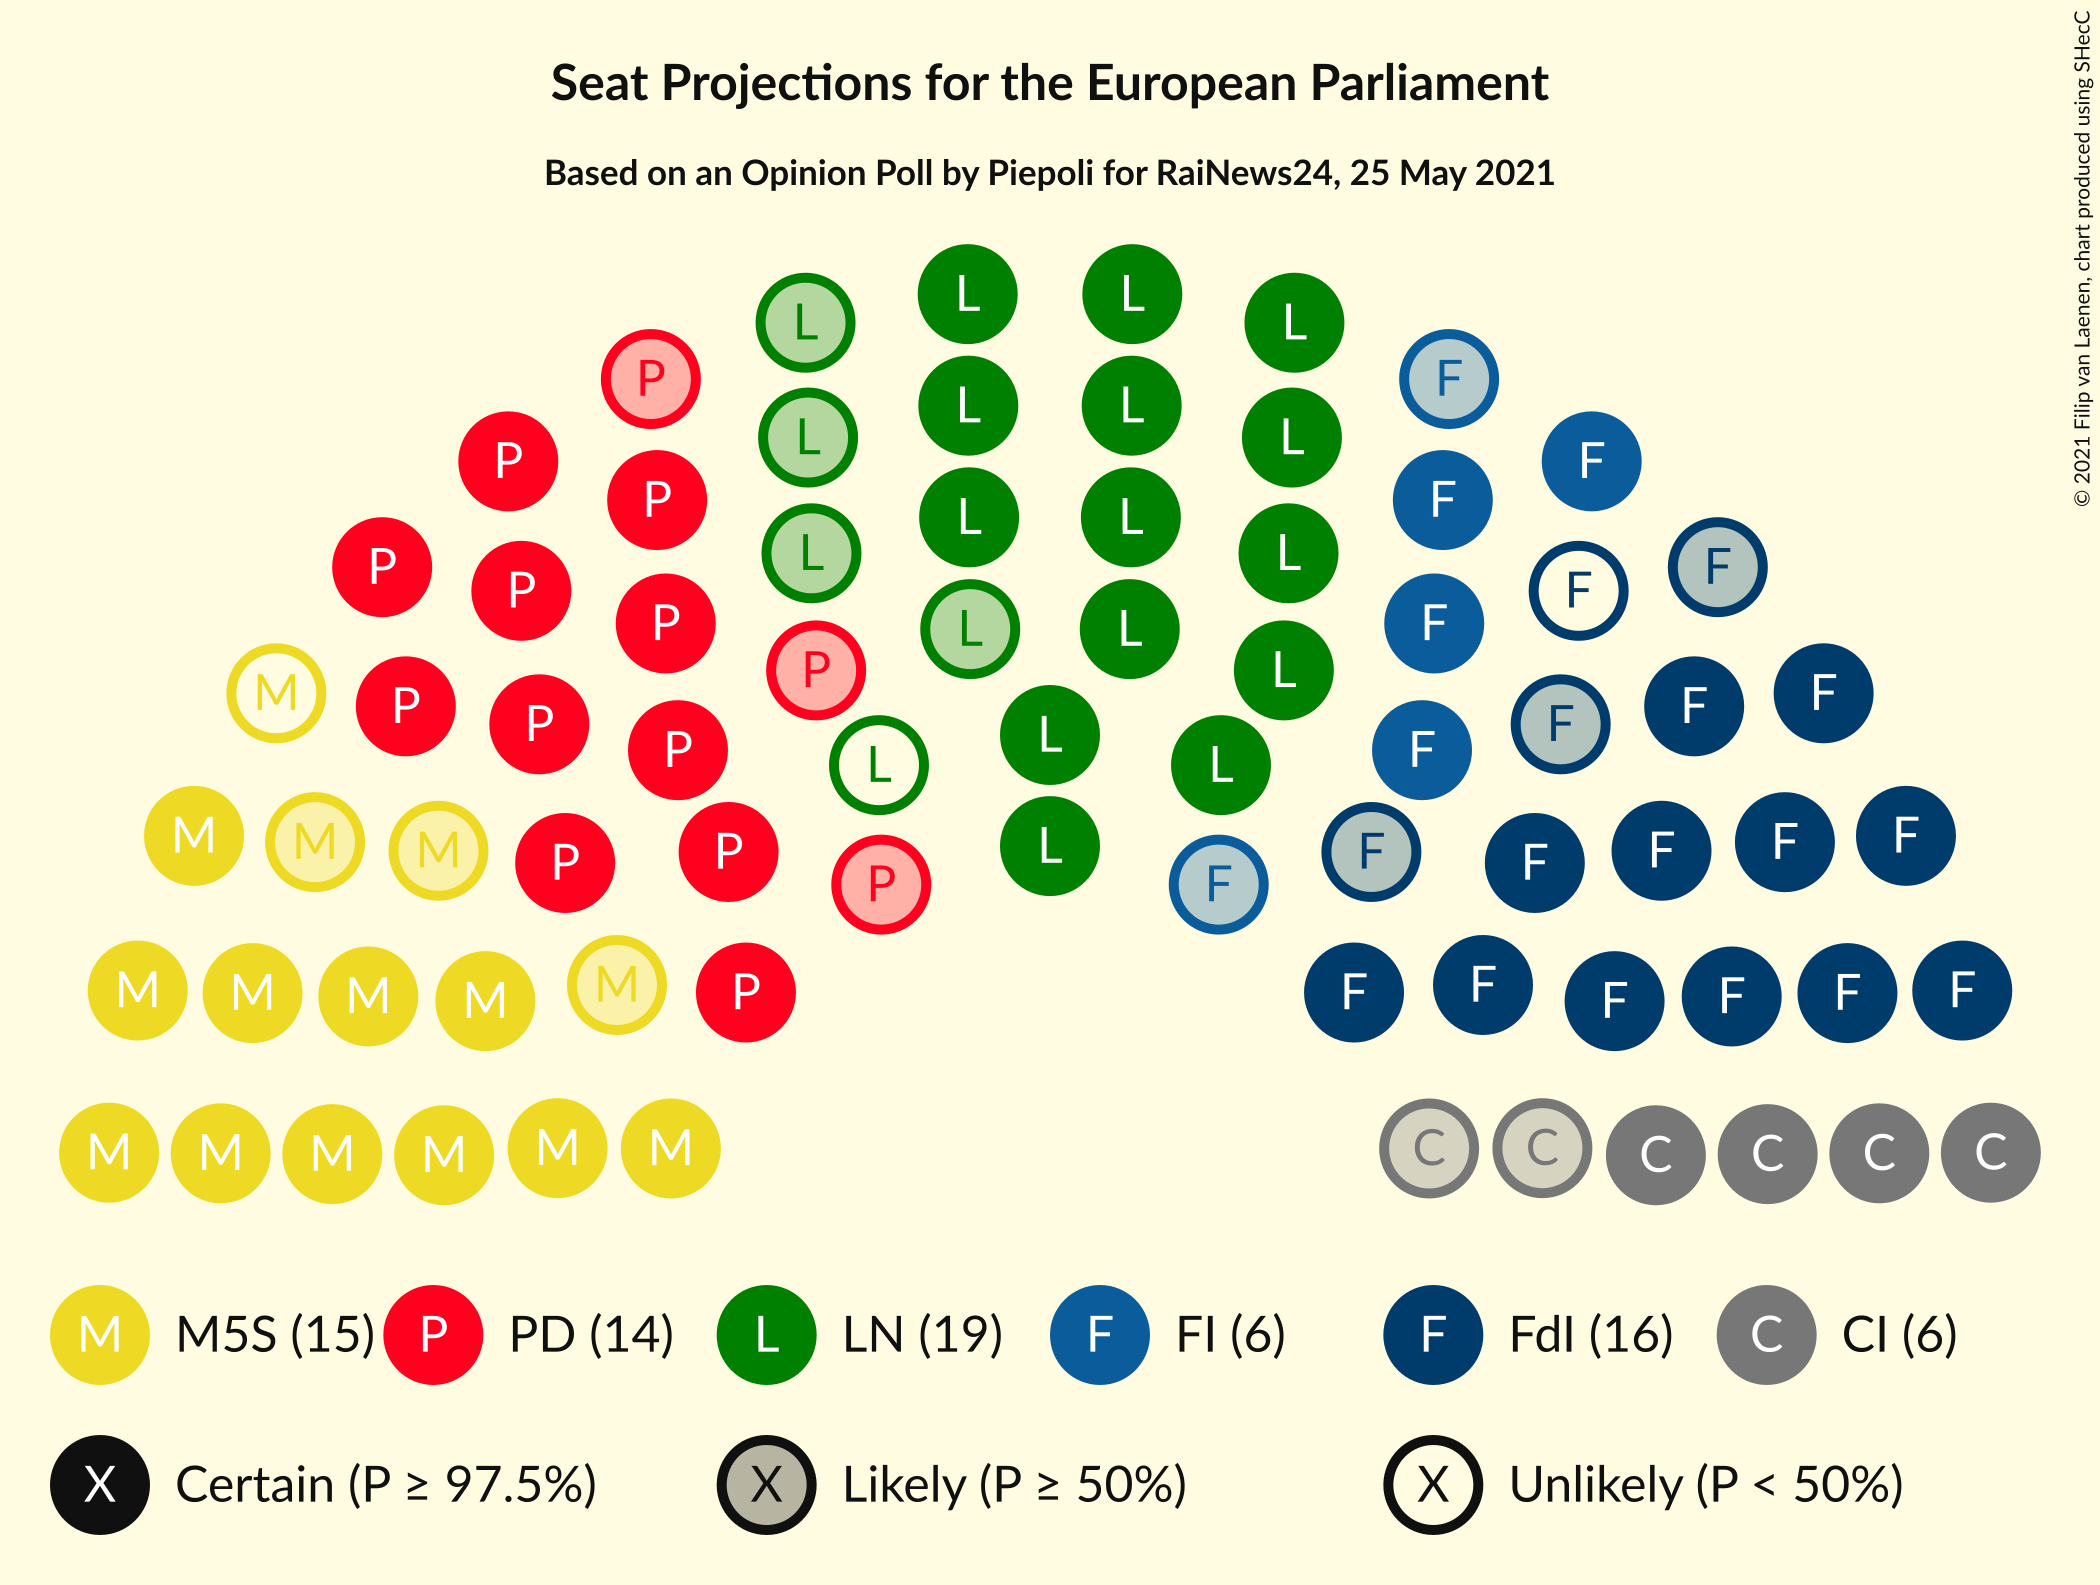 Seat Projections for the European Parliament
Based on an Opinion Poll by Piepoli for RaiNews24, 25 May 2021
© 2021 Filip van Laenen, chart produced using SHecC
L L
L L
P F
L L
L L
P F
P F
L L
L L
P F
P F
P F
L L
P F
L L
P F
M F
P F
P F
L
P F
L L
M F
M M F F
P P F F
L
P F
M M M M M P F F F F F F
M M M M M M C C C C C C
M M5S (15) P PD (14) L LN (19) F FI (6) F FdI (16) C CI (6)
X Certain (P ≥ 97.5%) X Likely (P ≥ 50%) X Unlikely (P < 50%)